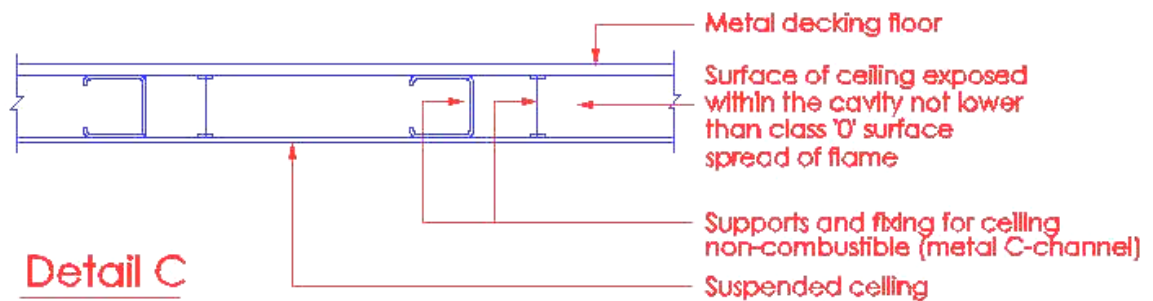 Metal decking floor
Surface of ceiling exposed
within the cavity not lower
than class '0' surface
spread of flame
Supports and fixing for ceiling
non-combustible (metal C-channel)
Suspended ceiling
Detail C